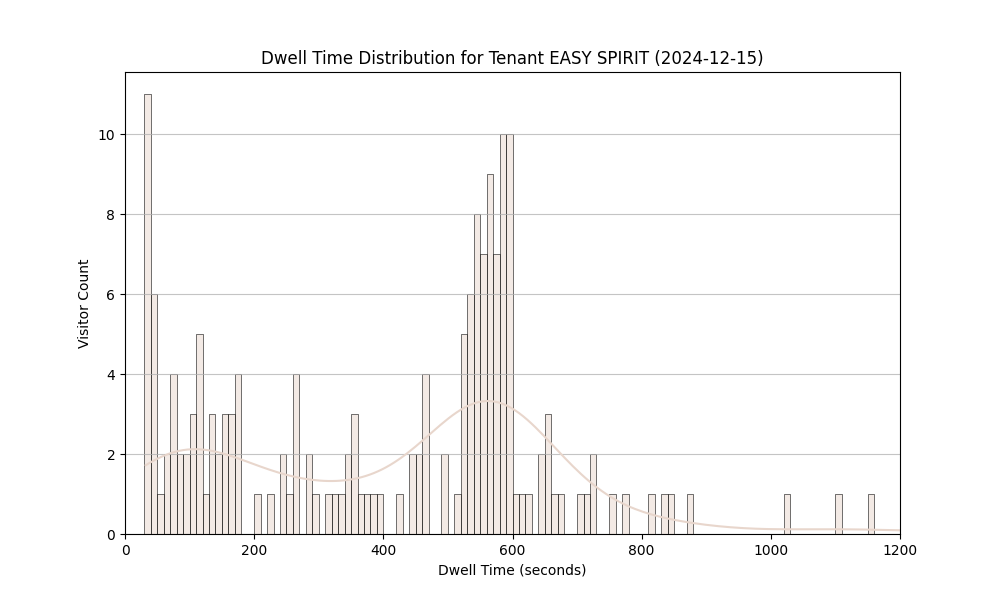 Dwell Time Distribution for Tenant EASY SPIRIT (2024-12-15)
Visitor Count
10
8
6
4
2
0
0 200 400 600 800 1000 1200
Dwell Time (seconds)